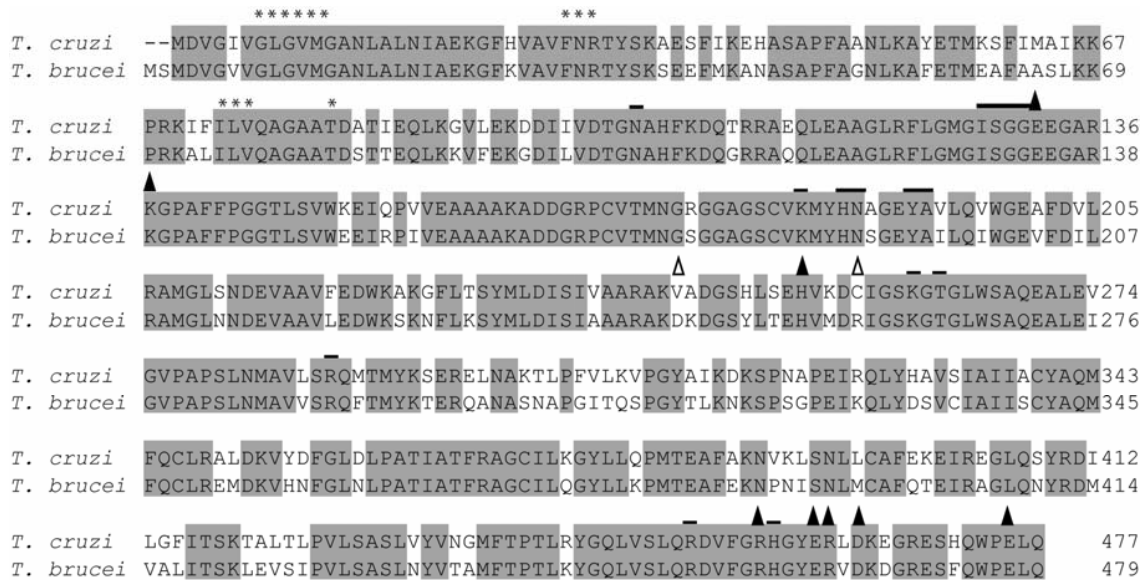 ****** ***
T. cruzi --MDVGIVGLGVMGANLALNIAEKGFHVAVFNRTYSKAESFIKEHASAPFAANLKAYETMKSFIMAIKK67
T. brucei MSMDVGVVGLGVMGANLALNIAEKGFKVAVFNRTYSKSEEFMKANASAPFAGNLKAFETMEAFAASLKK69
*** *
T. cruzi PRKIFILVQAGAATDATIEQLKGVLEKDDIIVDTGNAHFKDQTRRAEQLEAAGLRFLGMGISGGEEGAR136
T. brucei PRKALILVQAGAATDSTTEQLKKVFEKGDILVDTGNAHFKDQGRRAQQLEAAGLRFLGMGISGGEEGAR138
T. cruzi KGPAFFPGGTLSVWKEIQPVVEAAAAKADDGRPCVTMNGRGGAGSCVKMYHNAGEYAVLQVWGEAFDVL205
T. brucei KGPAFFPGGTLSVWEEIRPIVEAAAAKADDGRPCVTMNGSGGAGSCVKMYHNSGEYAILQIWGEVFDIL207
T. cruzi RAMGLSNDEVAAVFEDWKAKGFLTSYMLDISIVAARAKVADGSHLSEHVKDCIGSKGTGLWSAQEALEV274
T. brucei RAMGLNNDEVAAVLEDWKSKNFLKSYMLDISIAAARAKDKDGSYLTEHVMDRIGSKGTGLWSAQEALEI276
T. cruzi GVPAPSLNMAVLSRQMTMYKSERELNAKTLPFVLKVPGYAIKDKSPNAPEIRQLYHAVSIAIIACYAQM343
T. brucei GVPAPSLNMAVVSRQFTMYKTERQANASNAPGITQSPGYTLKNKSPSGPEIKQLYDSVCIAIISCYAQM345
T. cruzi FQCLRALDKVYDFGLDLPATIATFRAGCILKGYLLQPMTEAFAKNVKLSNLLCAFEKEIREGLQSYRDI412
T. brucei FQCLREMDKVHNFGLNLPATIATFRAGCILQGYLLKPMTEAFEKNPNISNLMCAFQTEIRAGLQNYRDM414
T. cruzi LGFITSKTALTLPVLSASLVYVNGMFTPTLRYGQLVSLQRDVFGRHGYERLDKEGRESHQWPELQ 477
T. brucei VALITSKLEVSIPVLSASLNYVTAMFTPTLKYGQLVSLQRDVFGRHGYERVDKDGRESFQWPELQ 479